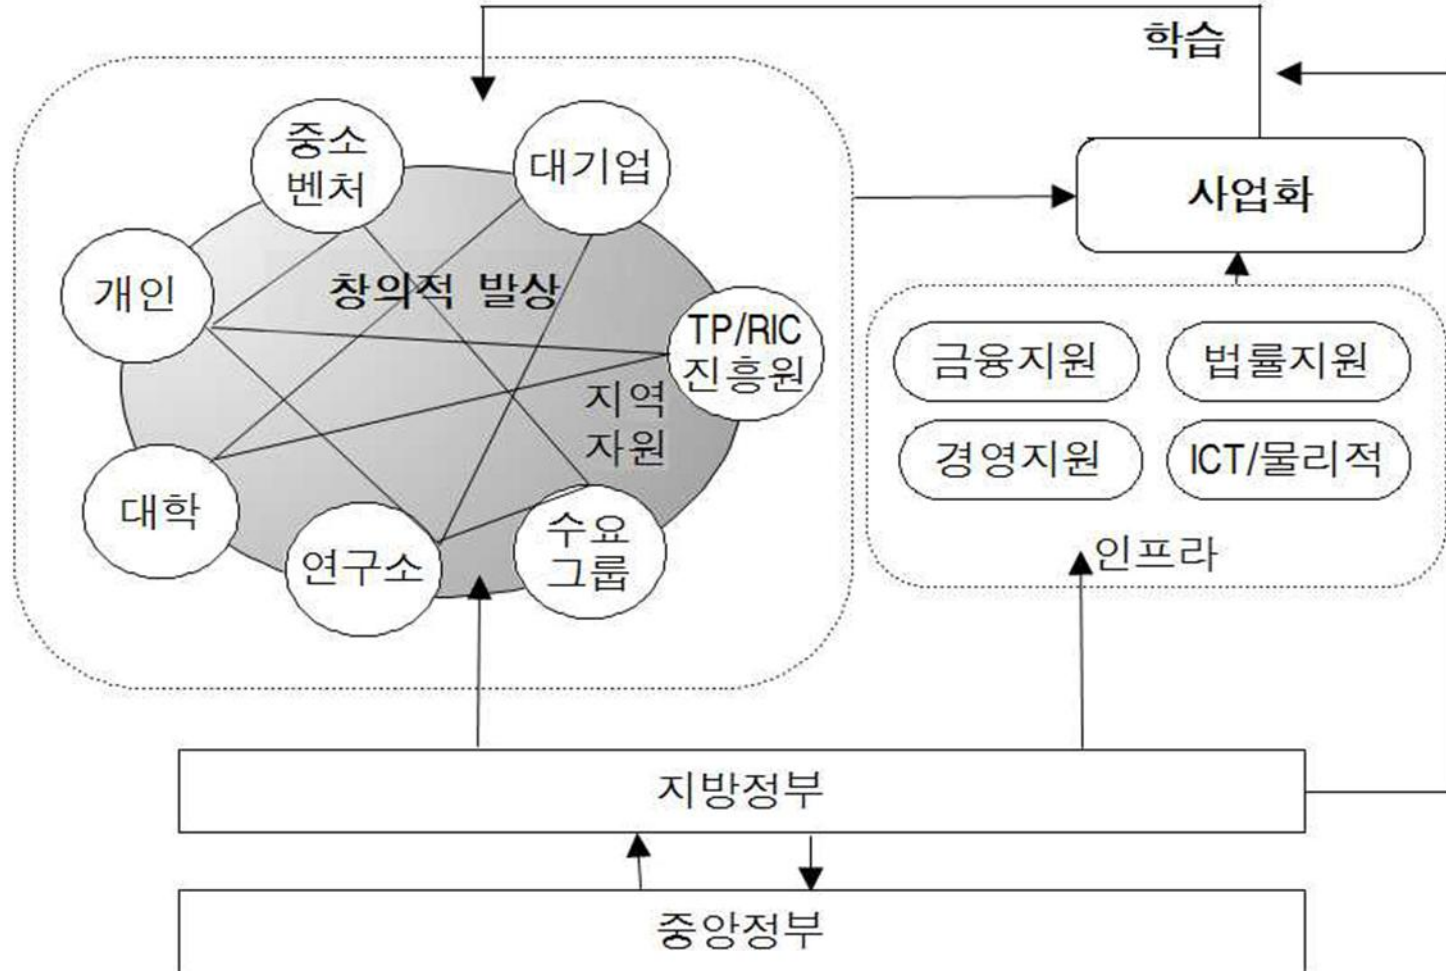 학습
중소
벤처
대기업
사업화
개인
창의적 발상
TP/RIC
진흥원
지역
자원
금융지원
법률지원
경영지원
ICT/물리적
인프라
대학
연구소
수요
그룹
지방정부
중앙정부